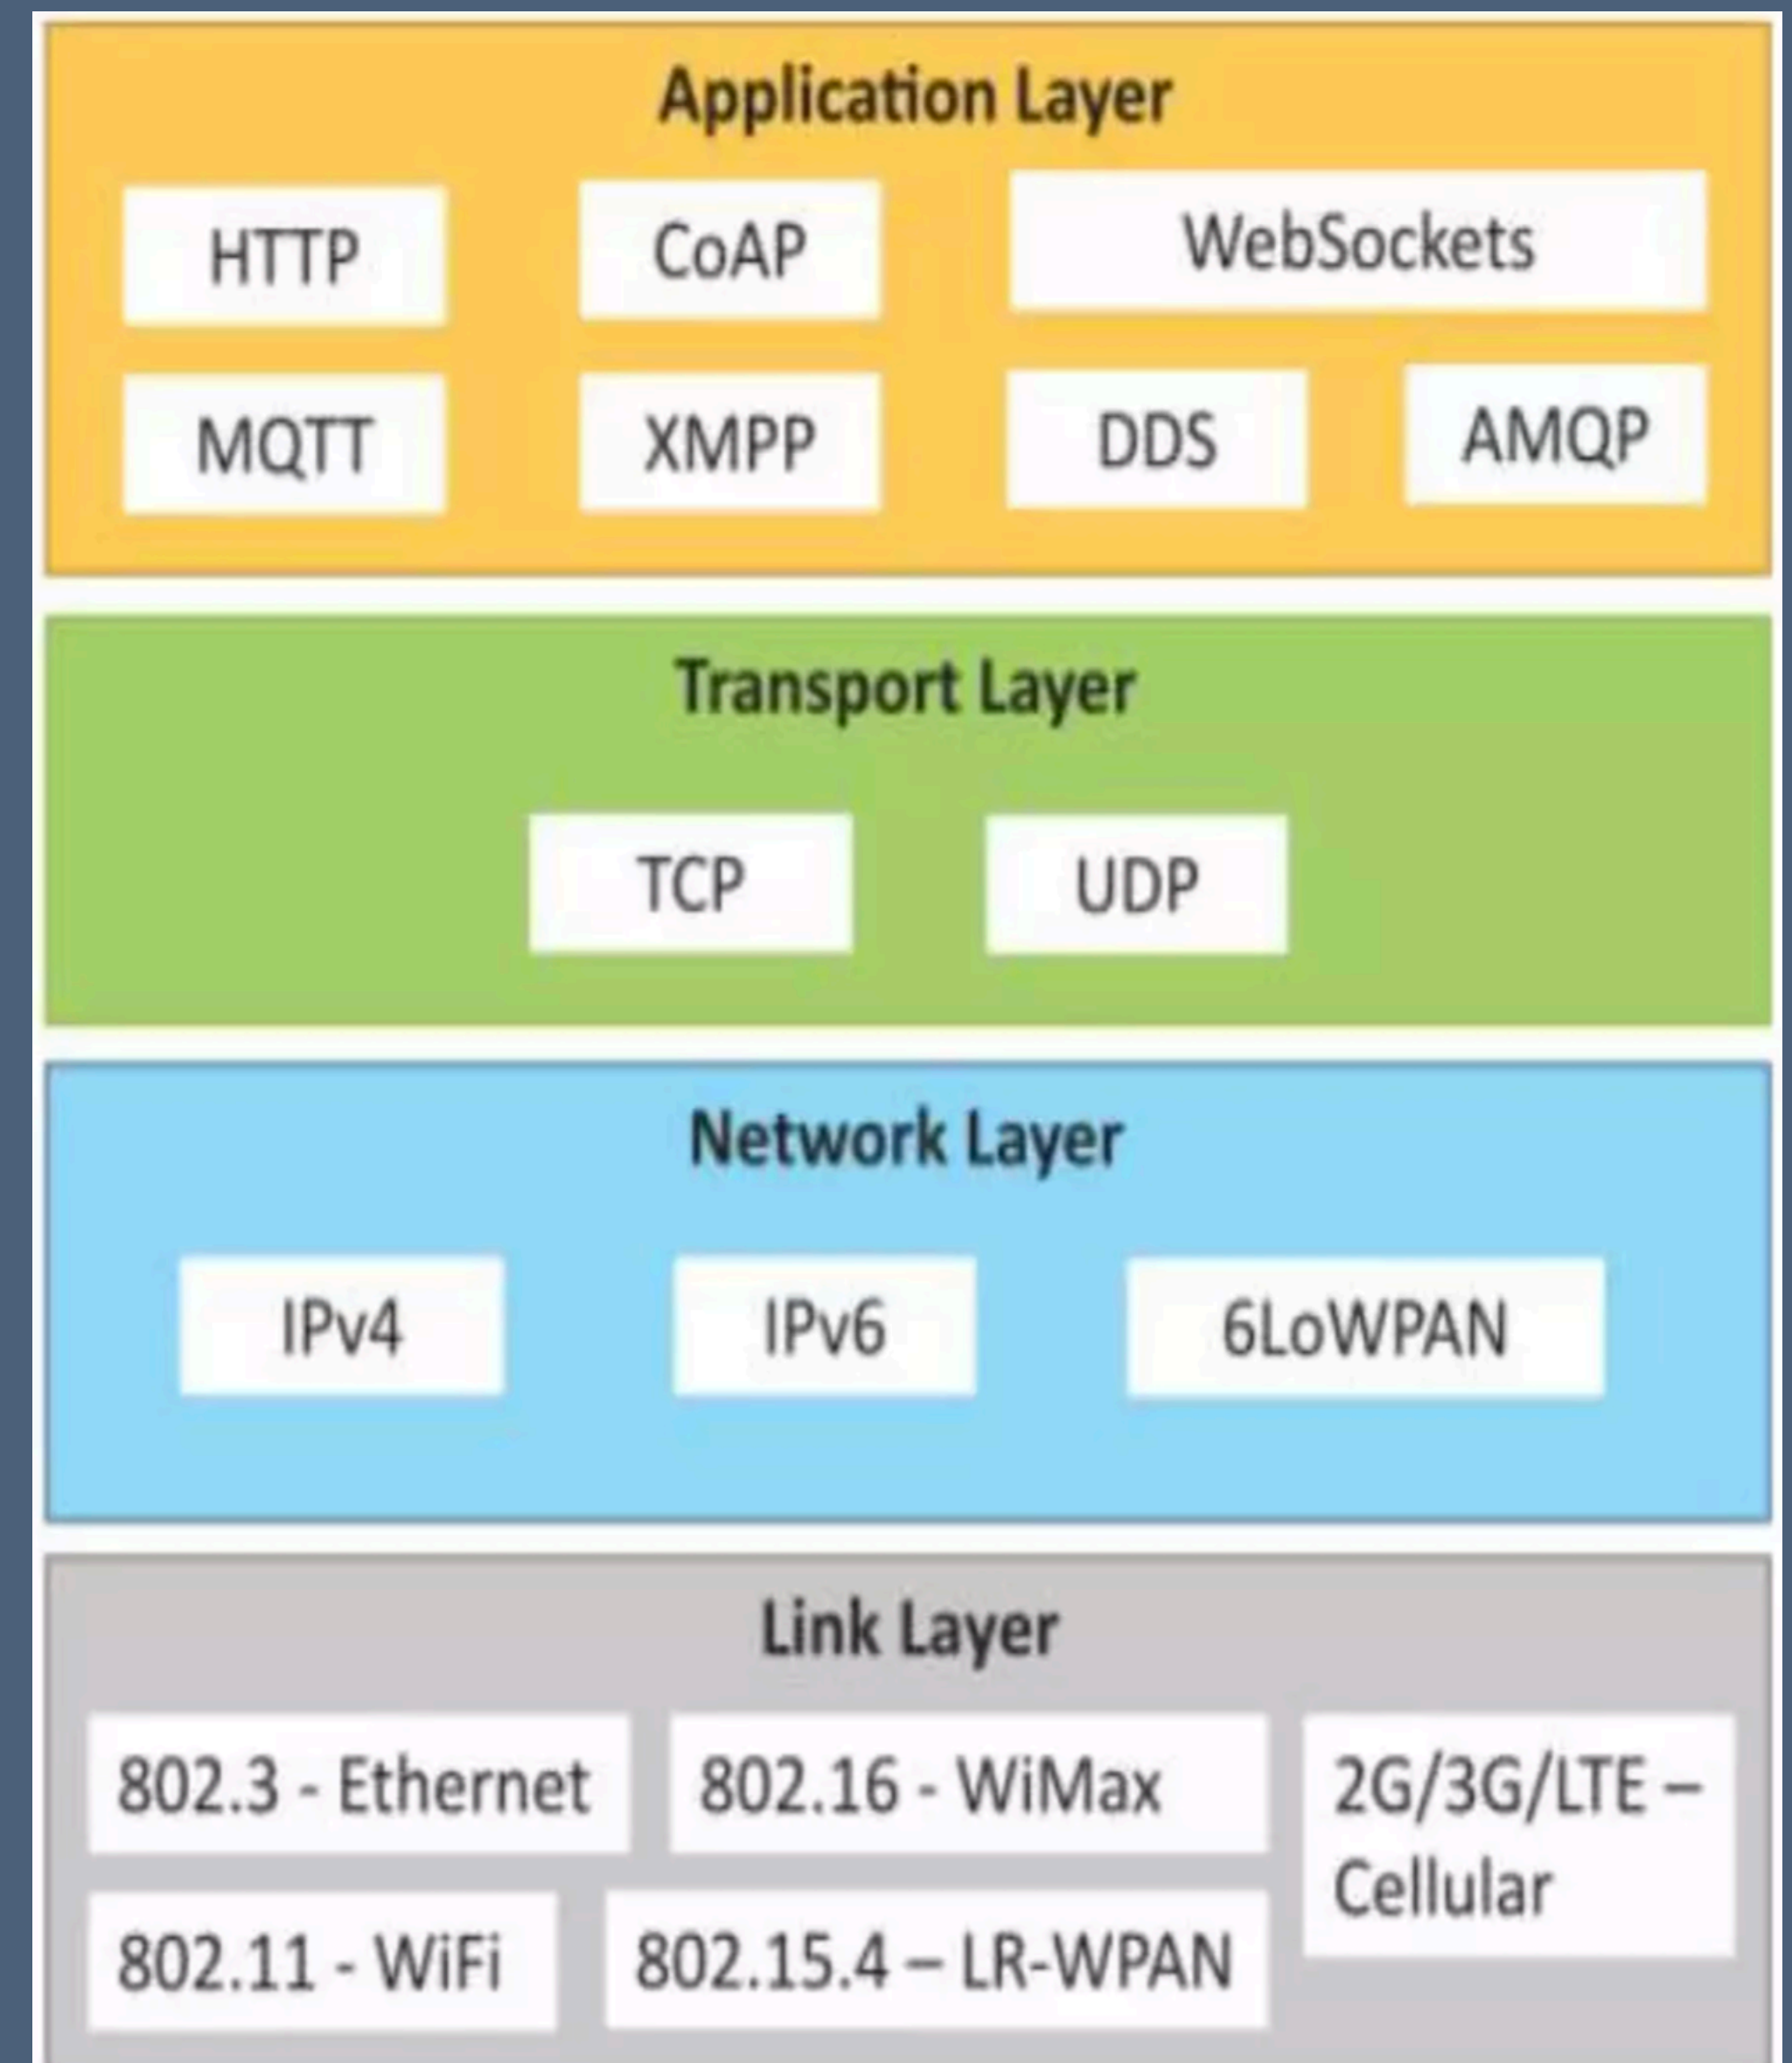 Application Layer
HTTP
CoAP
WebSockets
MQTT
XMPP
DDS
AMQP
Transport Layer
TCP
UDP
Network Layer
IPv4
IPv6
6LoWPAN
Link Layer
802.3 - Ethernet
802.16 - WiMax
2G/3G/LTE –
Cellular
802.11 - WiFi
802.15.4 – LR-WPAN